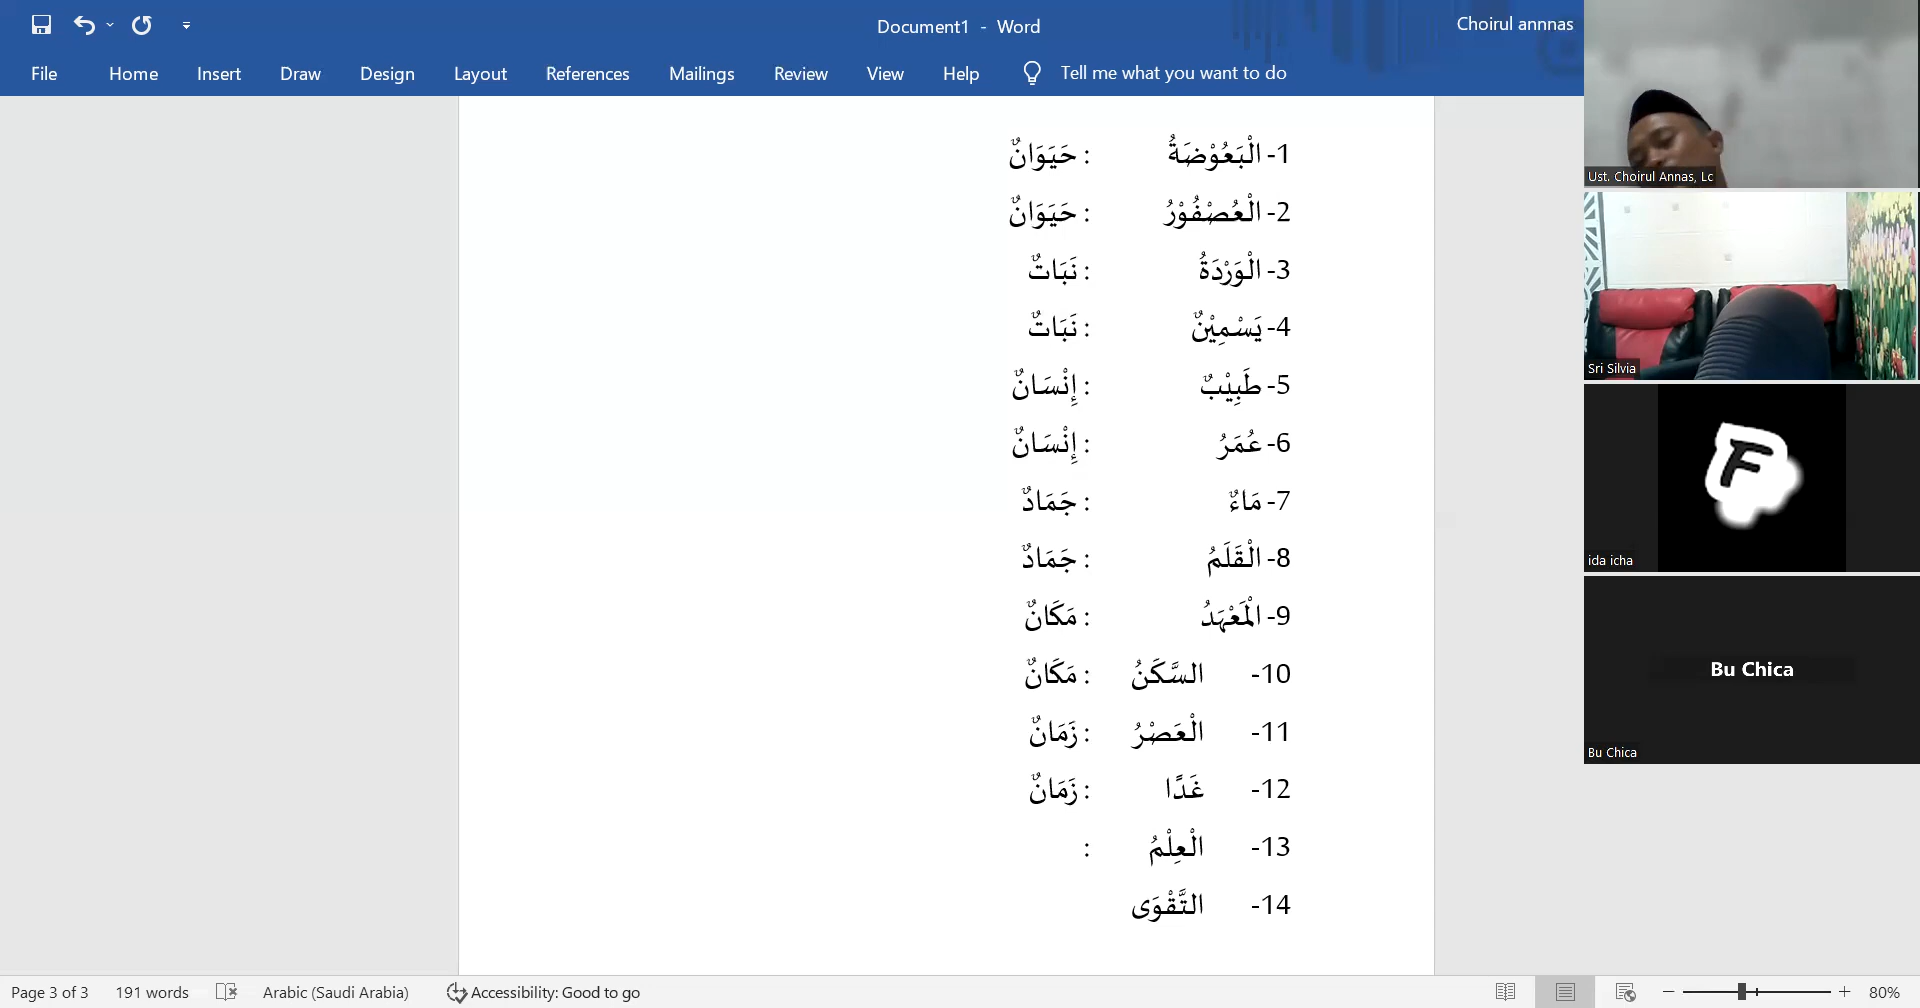 Document1 - Word
Choirul annnas
File Home Insert Draw Design Layout References Mailings Review View Help Tell me what you want to do
1- الْبَعُوْضَةُ : حَيَوَانٌ
2- الْعُصْفُوْرُ : حَيَوَانٌ
3- الْوَرْدَةُ : نَبَاتٌ
4- يَسْمِيْنٌ : نَبَاتٌ
5- طَبِيْبٌ : إِنْسَانٌ
6- عُمَرُ : إِنْسَانٌ
7- مَاءٌ : جَمَادٌ
8- الْقَلَمُ : جَمَادٌ
9- الْمَعْهَدُ : مَكَانٌ
10- السَّكَنُ : مَكَانٌ
11- الْعَصْرُ : زَمَانٌ
12- غَدًا : زَمَانٌ
13- الْعِلْمُ :
14- التَّقْوَى
Ust. Choirul Annas, Lc
Sri Silvia
F
ida icha
Bu Chica
Bu Chica
Page 3 of 3 191 words Arabic (Saudi Arabia) Accessibility: Good to go 80%